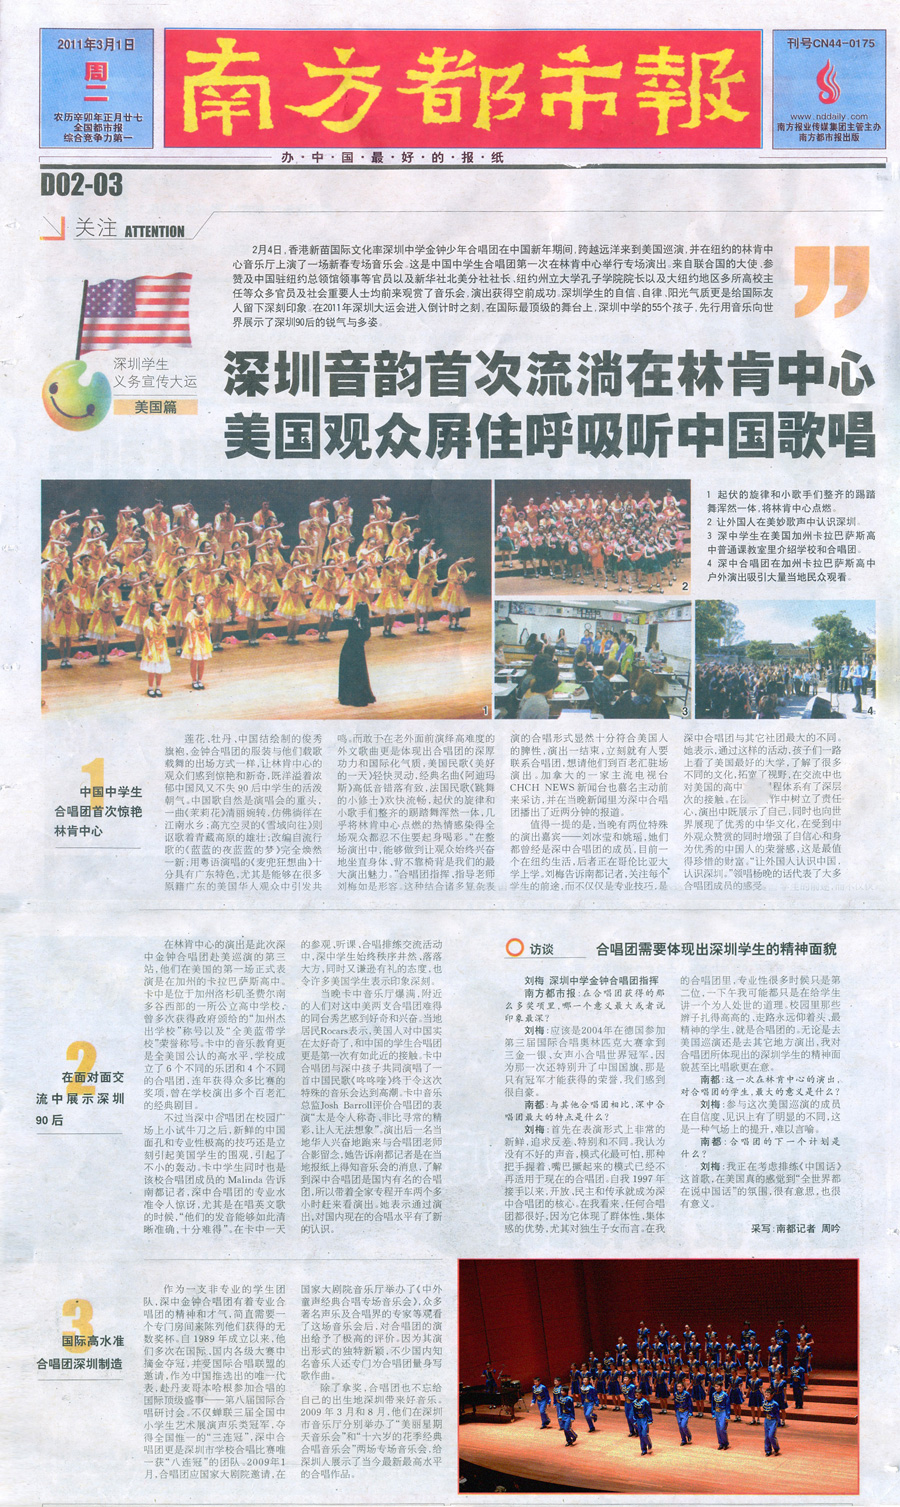 2011年3月1日
周
二
农历辛卯年正月廿七
全国都市报
综合竞争力第一
南方都市報
刊号CN44-0175
www.nddaily.com
南方报业传媒集团主管主办
南方都市报出版
办·中·国·最·好·的·报·纸
D02-03
关注 ATTENTION
2月4日,香港新苗国际文化率深圳中学金钟少年合唱团在中国新年期间,跨越远洋来到美国巡演,并在纽约的林肯中
心音乐厅上演了一场新春专场音乐会。这是中国中学生合唱团第一次在林肯中心举行专场演出。来自联合国的大使、参
赞及中国驻纽约总领馆领事等官员以及新华社北美分社社长、纽约州立大学孔子学院院长以及大纽约地区多所高校主
任等众多官员及社会重要人士均前来观赏了音乐会,演出获得空前成功。深圳学生的自信、自律、阳光气质更是给国际友
人留下深刻印象。在2011年深圳大运会进入倒计时之刻,在国际最顶级的舞台上,深圳中学的55个孩子,先行用音乐向世
界展示了深圳90后的锐气与多姿。
深圳学生
义务宣传大运
美国篇
深圳音韵首次流淌在林肯中心
美国观众屏住呼吸听中国歌唱
1 起伏的旋律和小歌手们整齐的踢踏
舞浑然一体,将林肯中心点燃。
2 让外国人在美妙歌声中认识深圳。
3 深中学生在美国加州卡拉巴萨斯高
中普通课教室里介绍学校和合唱团。
4 深中合唱团在加州卡拉巴萨斯高中
户外演出吸引大量当地民众观看。
1
2
3
4
1
中国中学生
合唱团首次惊艳
林肯中心
莲花、牡丹,中国结绘制的俊秀
旗袍,金钟合唱团的服装与他们载歌
载舞的出场方式一样,让林肯中心的
观众们感到惊艳和新奇,既洋溢着浓
郁中国风又不失90后中学生的活泼
朝气。中国歌自然是演唱会的重头,
一曲《茉莉花》清丽婉转,仿佛徜徉在
江南水乡;高亢空灵的《雪域向往》则
讴歌着青藏高原的雄壮;改编自流行
歌的《蓝蓝的夜蓝蓝的梦》完全焕然
一新;用粤语演唱的《麦兜狂想曲》十
分具有广东特色,尤其是能够在很多
原籍广东的美国华人观众中引发共
鸣。而敢于在老外面前演绎高难度的
外文歌曲更是体现出合唱团的深厚
功力和国际化气质。美国民歌《美好
的一天》轻快灵动,经典名曲《阿迪玛
斯》高低音错落有致,法国民歌《跳舞
的小修士》欢快流畅,起伏的旋律和
小歌手们整齐的踢踏舞浑然一体,几
乎将林肯中心点燃的热情感染得全
场观众都忍不住要起身喝彩。“在整
场演出中,能够做到让观众始终兴奋
地坐直身体,背不靠椅背是我们的最
大演出魅力。”合唱团指挥、指导老师
刘梅如是形容。这种结合诸多复杂表
演的合唱形式显然十分符合美国人
的脾性,演出一结束,立刻就有人要
联系合唱团,想请他们到百老汇驻场
演出。加拿大的一家主流电视台
CHCH NEWS新闻台也慕名主动前
来采访,并在当晚新闻里为深中合唱
团播出了近两分钟的报道。
值得一提的是,当晚有两位特殊
的演出嘉宾——刘冰雯和姚瑶,她们
都曾经是深中合唱团的成员,目前一
个在纽约生活,后者正在哥伦比亚大
学上学。刘梅告诉南都记者,关注每个
学生的前途,而不仅仅是专业技巧,是
深中合唱团与其它社团最大的不同。
她表示,通过这样的活动,孩子们一路
上看了美国最好的大学,了解了很多
不同的文化,拓宽了视野,在交流中也
对美国的高中 程体系有了深层
次的接触。在 作中树立了责任
心,演出中既展示了自己,同时也向世
界展现了优秀的中华文化,在受到中
外观众赞赏的同时增强了自信心和身
为优秀的中国人的荣誉感,这是最值
得珍惜的财富。“让外国人认识中国,
认识深圳。”领唱杨晚的话代表了大多
合唱团成员的感受。
2
在面对面交
流中展示深圳
90后
在林肯中心的演出是此次深
中金钟合唱团赴美巡演的第三
站,他们在美国的第一场正式表
演是在加州的卡拉巴萨斯高中。
卡中是位于加州洛杉矶圣费尔南
多谷西部的一所公立高中学校,
曾多次获得政府颁给的“加州杰
出学校”称号以及“全美蓝带学
校”荣誉称号。卡中的音乐教育更
是全美国公认的高水平,学校成
立了6个不同的乐团和4个不同
的合唱团,连年获得众多比赛的
奖项,曾在学校演出多个百老汇
的经典剧目。
不过当深中合唱团在校园广
场上小试牛刀之后,新鲜的中国
面孔和专业性极高的技巧还是立
刻引起美国学生的围观,引起了
不小的轰动。卡中学生同时也是
该校合唱团成员的Malinda告诉
南都记者,深中合唱团的专业水
准令人惊讶,尤其是在唱英文歌
的时候,“他们的发音能够如此清
晰准确,十分难得”。在卡中一天
的参观、听课、合唱排练交流活动
中,深中学生始终秩序井然,落落
大方,同时又谦逊有礼的态度,也
令许多美国学生表示印象深刻。
当晚卡中音乐厅爆满,附近
的人们对这中美两支合唱团难得
的同台秀艺感到好奇和兴奋。当地
居民Rocars表示,美国人对中国实
在太好奇了,和中国的学生合唱团
更是第一次有如此近的接触。卡中
合唱团与深中孩子共同演唱了一
首中国民歌《咚咚喹》终于令这次
特殊的音乐会达到高潮。卡中音乐
总监Josh Barroll评价合唱团的表
演“太是令人称奇,非比寻常的精
彩,让人无法想象”。演出后一名当
地华人兴奋地跑来与合唱团老师
合影留念,她告诉南都记者是在当
地报纸上得知音乐会的消息,了解
到深中合唱团是国内有名的合唱
团,所以带着全家专程开车两个多
小时赶来看演出。她表示通过演
出,对国内现在的合唱水平有了新
的认识。
访谈 合唱团需要体现出深圳学生的精神面貌
刘梅 深圳中学金钟合唱团指挥
南方都市报:在合唱团获得的那
么多奖项里,哪一个意义最大或者说
印象最深?
刘梅:应该是2004年在德国参加
第三届国际合唱奥林匹克大赛拿到
三金一银、女声小合唱世界冠军,因
为那一次还特别升了中国国旗,那是
只有冠军才能获得的荣誉,我们感到
很自豪。
南都:与其他合唱团相比,深中合
唱团最大的特点是什么?
刘梅:首先在表演形式上非常的
新鲜,追求反差、特别和不同。我认为
没有不好的声音,模式化最可怕,那种
把手握着,嘴巴撅起来的模式已经不
再适用于现在的合唱团。自我1997年
接手以来,开放、民主和传承就成为深
中合唱团的核心。在我看来,任何合唱
团都很好,因为它体现了群体性,集体
感的优势,尤其对独生子女而言。在我
的合唱团里,专业性很多时候只是第
二位,一下午我可能都只是在给学生
讲一个为人处世的道理。校园里那些
辫子扎得高高的,走路永远仰着头、最
精神的学生,就是合唱团的。无论是去
美国巡演还是去其它地方演出,我对
合唱团所体现出的深圳学生的精神面
貌甚至比唱歌更在意。
南都:这一次在林肯中心的演出,
对合唱团的学生,最大的意义是什么?
刘梅:参与这次美国巡演的成员
在自信度、见识上有了明显的不同,这
是一种气场上的提升,难以言喻。
南都:合唱团的下一个计划是
什么?
刘梅:我正在考虑排练《中国话》
这首歌,在美国真的感觉到“全世界都
在说中国话”的氛围,很有意思,也很
有意义。
采写:南都记者 周吟
3
国际高水准
合唱团深圳制造
作为一支非专业的学生团
队,深中金钟合唱团有着专业合
唱团的精神和才气,简直需要一
个专门房间来陈列他们获得的无
数奖杯。自1989年成立以来,他
们多次在国际、国内各级大赛中
摘金夺冠,并受国际合唱联盟的
邀请,作为中国推选出的唯一代
表,赴丹麦哥本哈根参加合唱的
国际顶级盛事——第八届国际合
唱研讨会。不仅蝉联三届全国中
小学生艺术展演声乐类冠军,夺
得全国惟一的“三连冠”,深中合
唱团更是深圳市学校合唱比赛唯
一获“八连冠”的团队。2009年1
月,合唱团应国家大剧院邀请,在
国家大剧院音乐厅举办了《中外
童声经典合唱专场音乐会》,众多
著名声乐及合唱界的专家等观看
了这场音乐会后,对合唱团的演
出给予了极高的评价。因为其演
出形式的独特新颖,不少国内知
名音乐人还专门为合唱团量身写
歌作曲。
除了拿奖,合唱团也不忘给
自己的出生地深圳带来好音乐。
2009年3月和8月,他们在深圳
市音乐厅分别举办了“美丽星期
天音乐会”和“十六岁的花季经典
合唱音乐会”两场专场音乐会,给
深圳人展示了当今最新最高水平
的合唱作品。